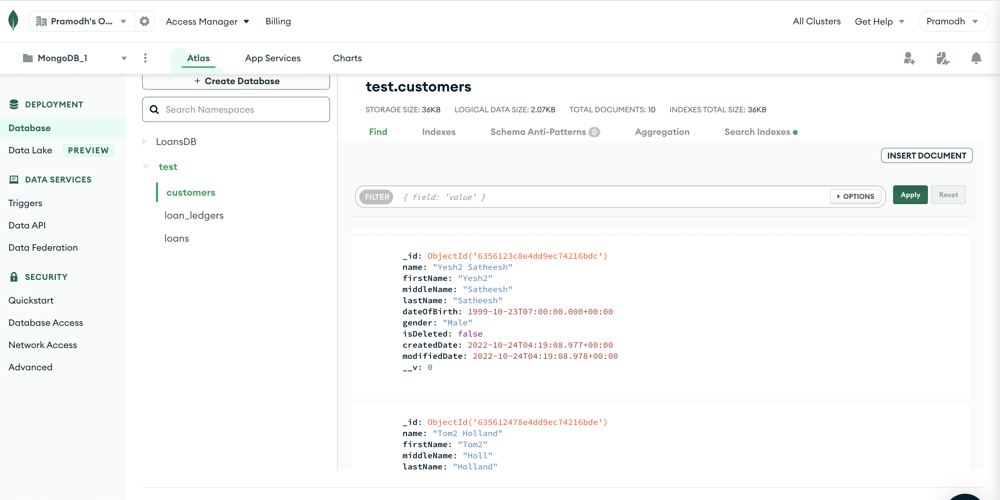 Pramodh's O... Access Manager Billing All Clusters Get Help Pramodh
MongoDB_1 Atlas App Services Charts
DEPLOYMENT
Database
Data Lake PREVIEW
DATA SERVICES
Triggers
Data API
Data Federation
SECURITY
Quickstart
Database Access
Network Access
Advanced
+ Create Database
Search Namespaces
LoansDB
test
customers
loan_ledgers
loans
test.customers
STORAGE SIZE: 36KB LOGICAL DATA SIZE: 2.07KB TOTAL DOCUMENTS: 10 INDEXES TOTAL SIZE: 36KB
Find Indexes Schema Anti-Patterns 0 Aggregation Search Indexes
INSERT DOCUMENT
FILTER { field: 'value' } OPTIONS Apply Reset
_id: ObjectId('6356123c8e4dd9ec74216bdc')
name: "Yesh2 Satheesh"
firstName: "Yesh2"
middleName: "Satheesh"
lastName: "Satheesh"
dateOfBirth: 1999-10-23T07:00:00.000+00:00
gender: "Male"
isDeleted: false
createdDate: 2022-10-24T04:19:08.977+00:00
modifiedDate: 2022-10-24T04:19:08.978+00:00
__v: 0
_id: ObjectId('635612478e4dd9ec74216bde')
name: "Tom2 Holland"
firstName: "Tom2"
middleName: "Holl"
lastName: "Holland"